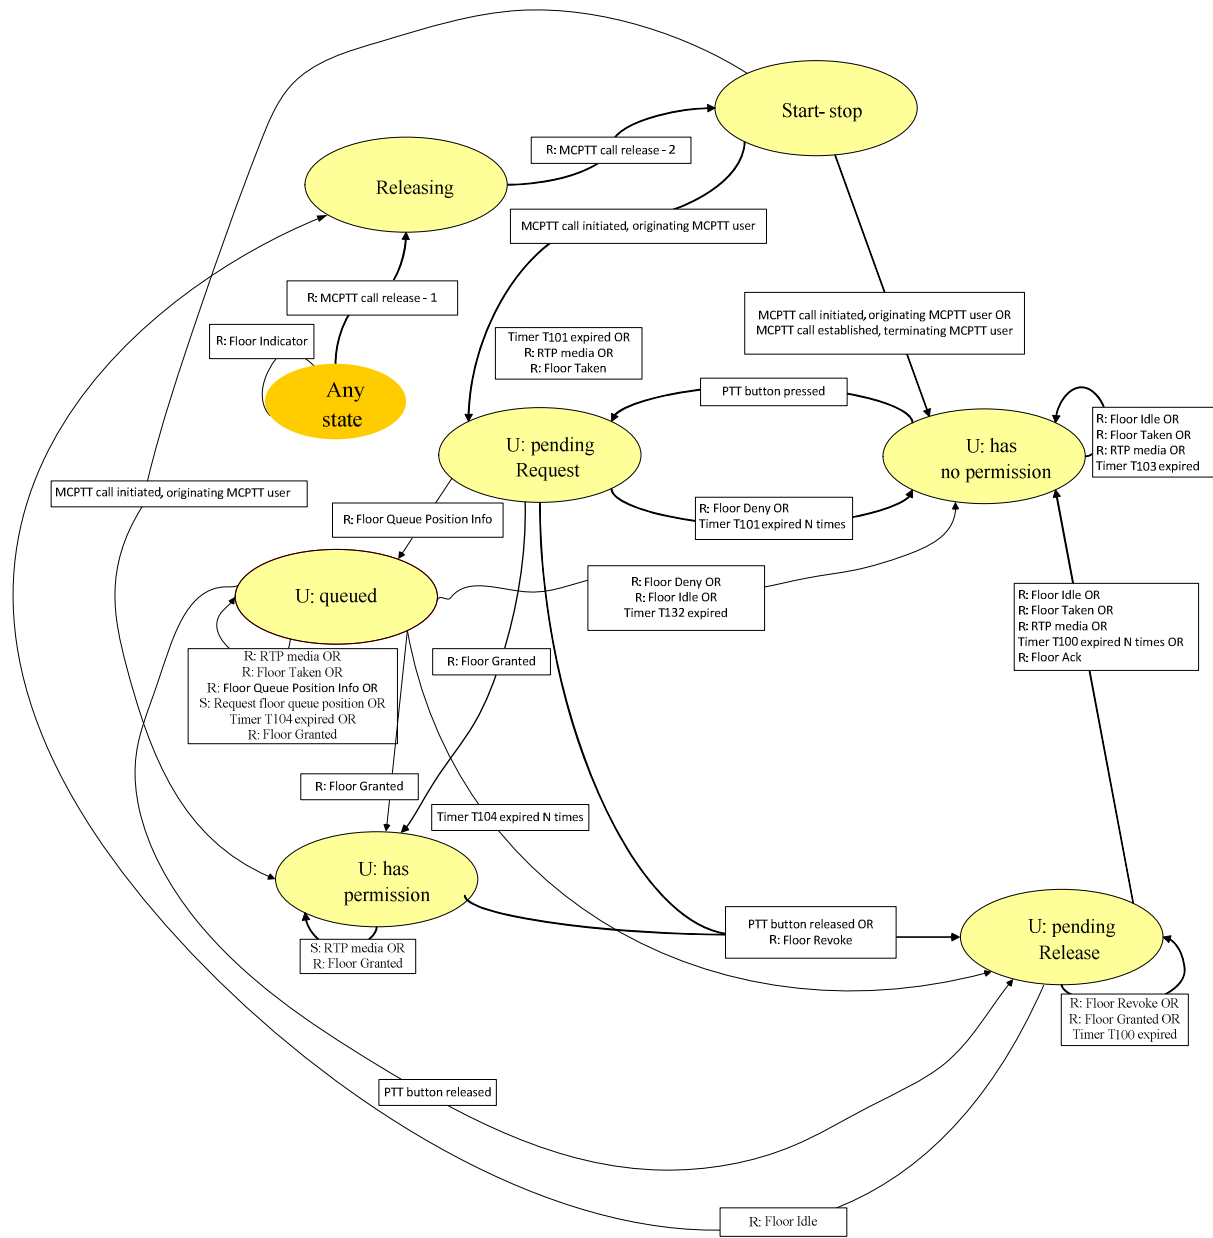 Start- stop
R: MCPTT call release - 2
Releasing
MCPTT call initiated, originating MCPTT user
R: MCPTT call release - 1
MCPTT call initiated, originating MCPTT user OR
MCPTT call established, terminating MCPTT user
R: Floor Indicator
Timer T101 expired OR
R: RTP media OR
R: Floor Taken
Any
state
PTT button pressed
U: pending
Request
U: has
no permission
R: Floor Idle OR
R: Floor Taken OR
R: RTP media OR
Timer T103 expired
MCPTT call initiated, originating MCPTT user
R: Floor Queue Position Info
R: Floor Deny OR
Timer T101 expired N times
U: queued
R: Floor Deny OR
R: Floor Idle OR
Timer T132 expired
R: Floor Idle OR
R: Floor Taken OR
R: RTP media OR
Timer T100 expired N times OR
R: Floor Ack
R: RTP media OR
R: Floor Taken OR
R: Floor Queue Position Info OR
S: Request floor queue position OR
Timer T104 expired OR
R: Floor Granted
R: Floor Granted
R: Floor Granted
Timer T104 expired N times
U: has
permission
PTT button released OR
R: Floor Revoke
U: pending
Release
S: RTP media OR
R: Floor Granted
R: Floor Revoke OR
R: Floor Granted OR
Timer T100 expired
PTT button released
R: Floor Idle